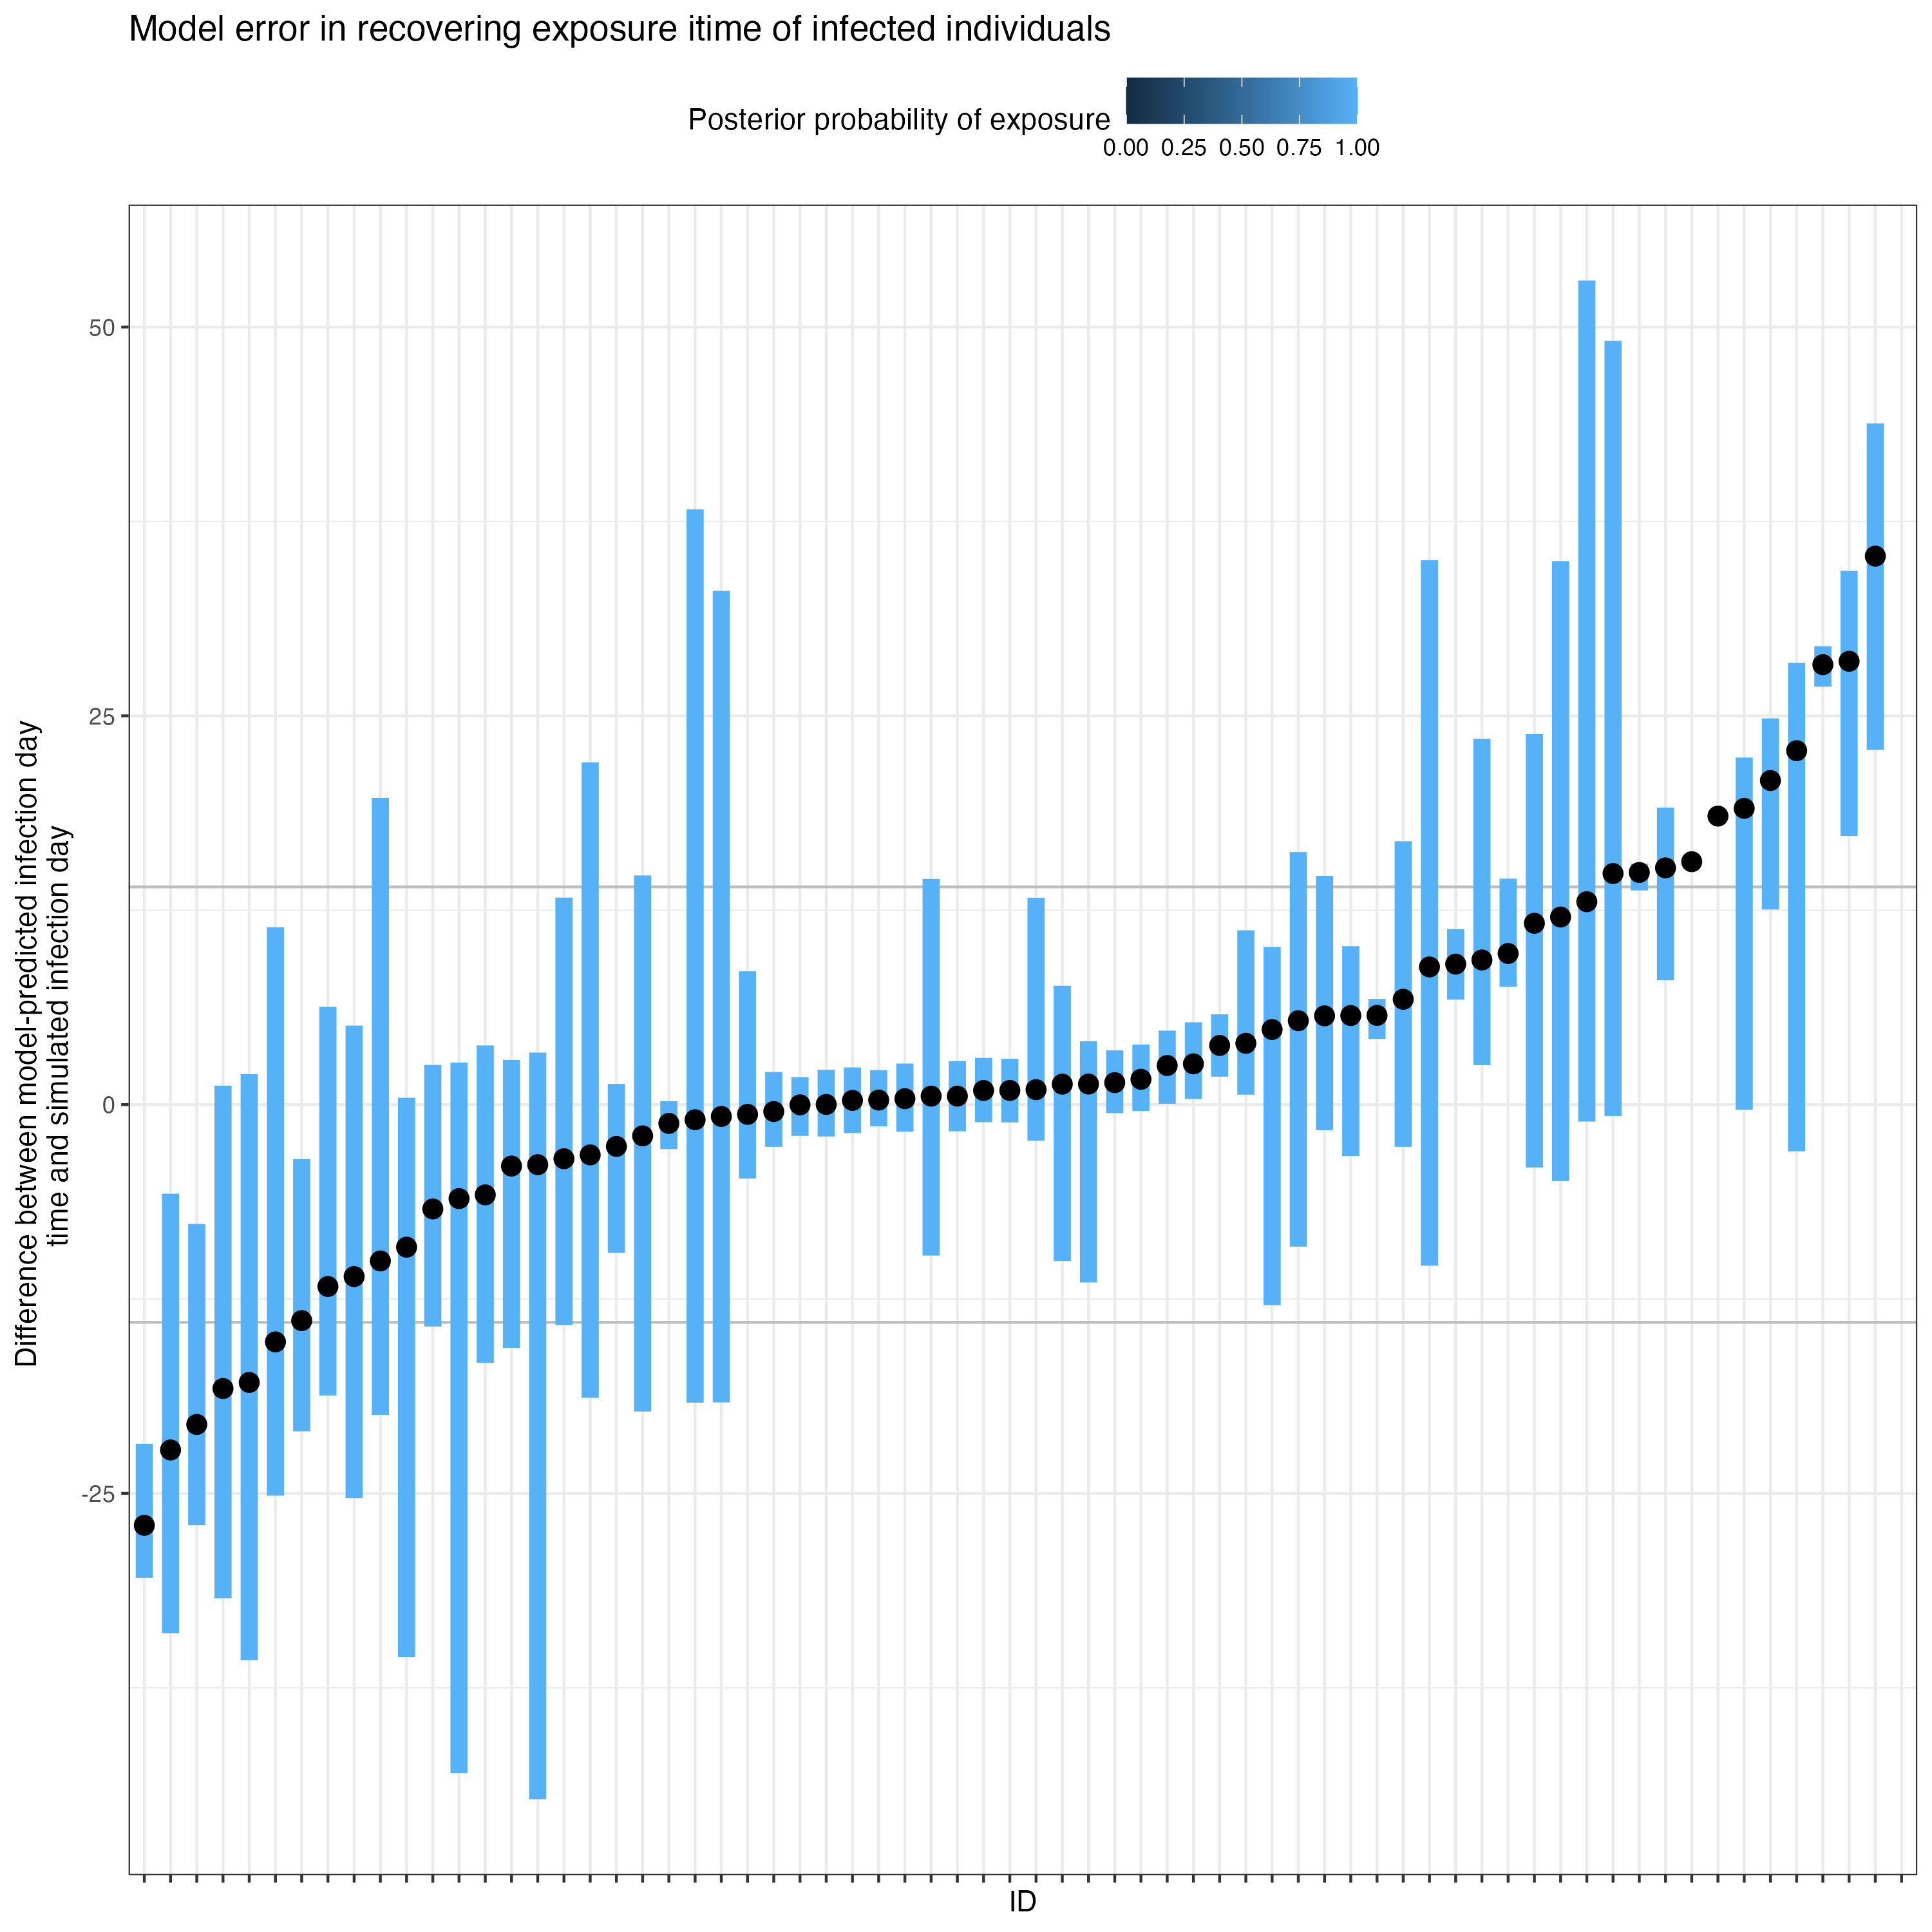 Model error in recovering exposure itime of infected individuals
Posterior probability of exposure
0.00 0.25 0.50 0.75 1.00
Difference between model-predicted infection day
time and simulated infection day
50
25
0
-25
ID